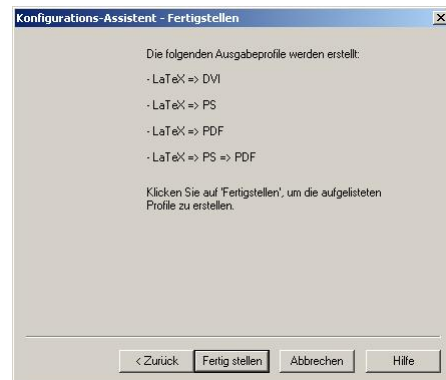 Konfigurations-Assistent - Fertigstellen
Die folgenden Ausgabeprofile werden erstellt:
- LaTeX => DVI
- LaTeX => PS
- LaTeX => PDF
- LaTeX => PS => PDF
Klicken Sie auf 'Fertigstellen', um die aufgelisteten
Profile zu erstellen.
< Zurück Fertig stellen Abbrechen Hilfe